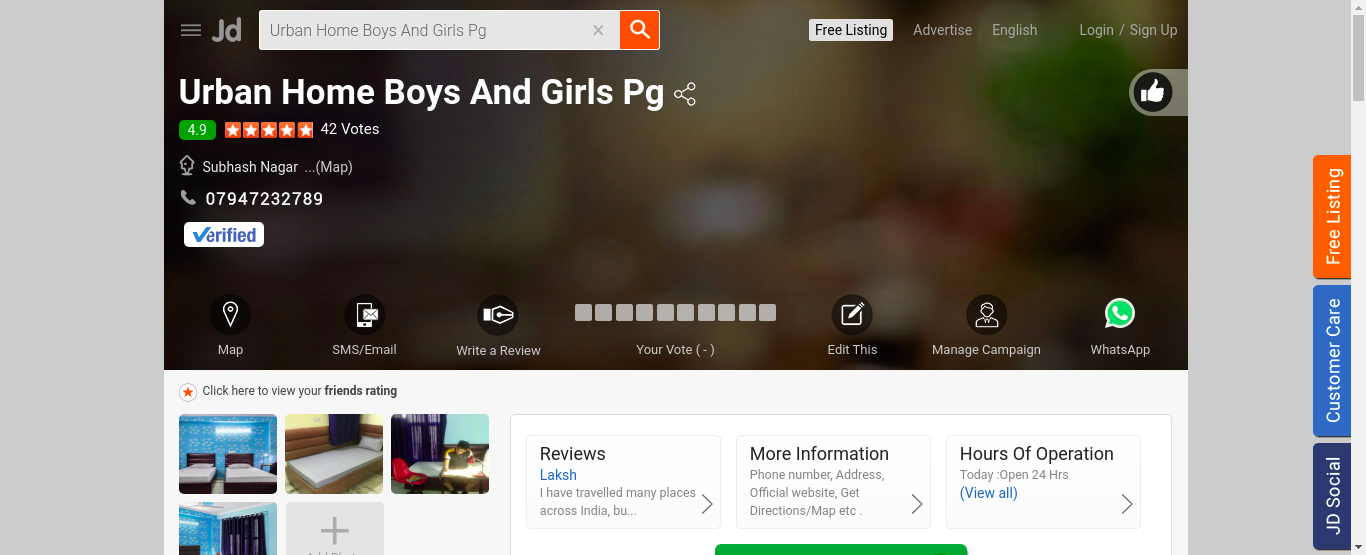 Jd
Urban Home Boys And Girls Pg
Free Listing
Advertise
English
Login / Sign Up
Urban Home Boys And Girls Pg
4.9
42 Votes
Subhash Nagar ...(Map)
07947232789
Verified
Map
SMS/Email
Write a Review
Your Vote ( - )
Edit This
Manage Campaign
WhatsApp
Free Listing
Customer Care
JD Social
Click here to view your friends rating
Reviews
Laksh
I have travelled many places
across India, bu...
More Information
Phone number, Address,
Official website, Get
Directions/Map etc .
Hours Of Operation
Today :Open 24 Hrs
(View all)